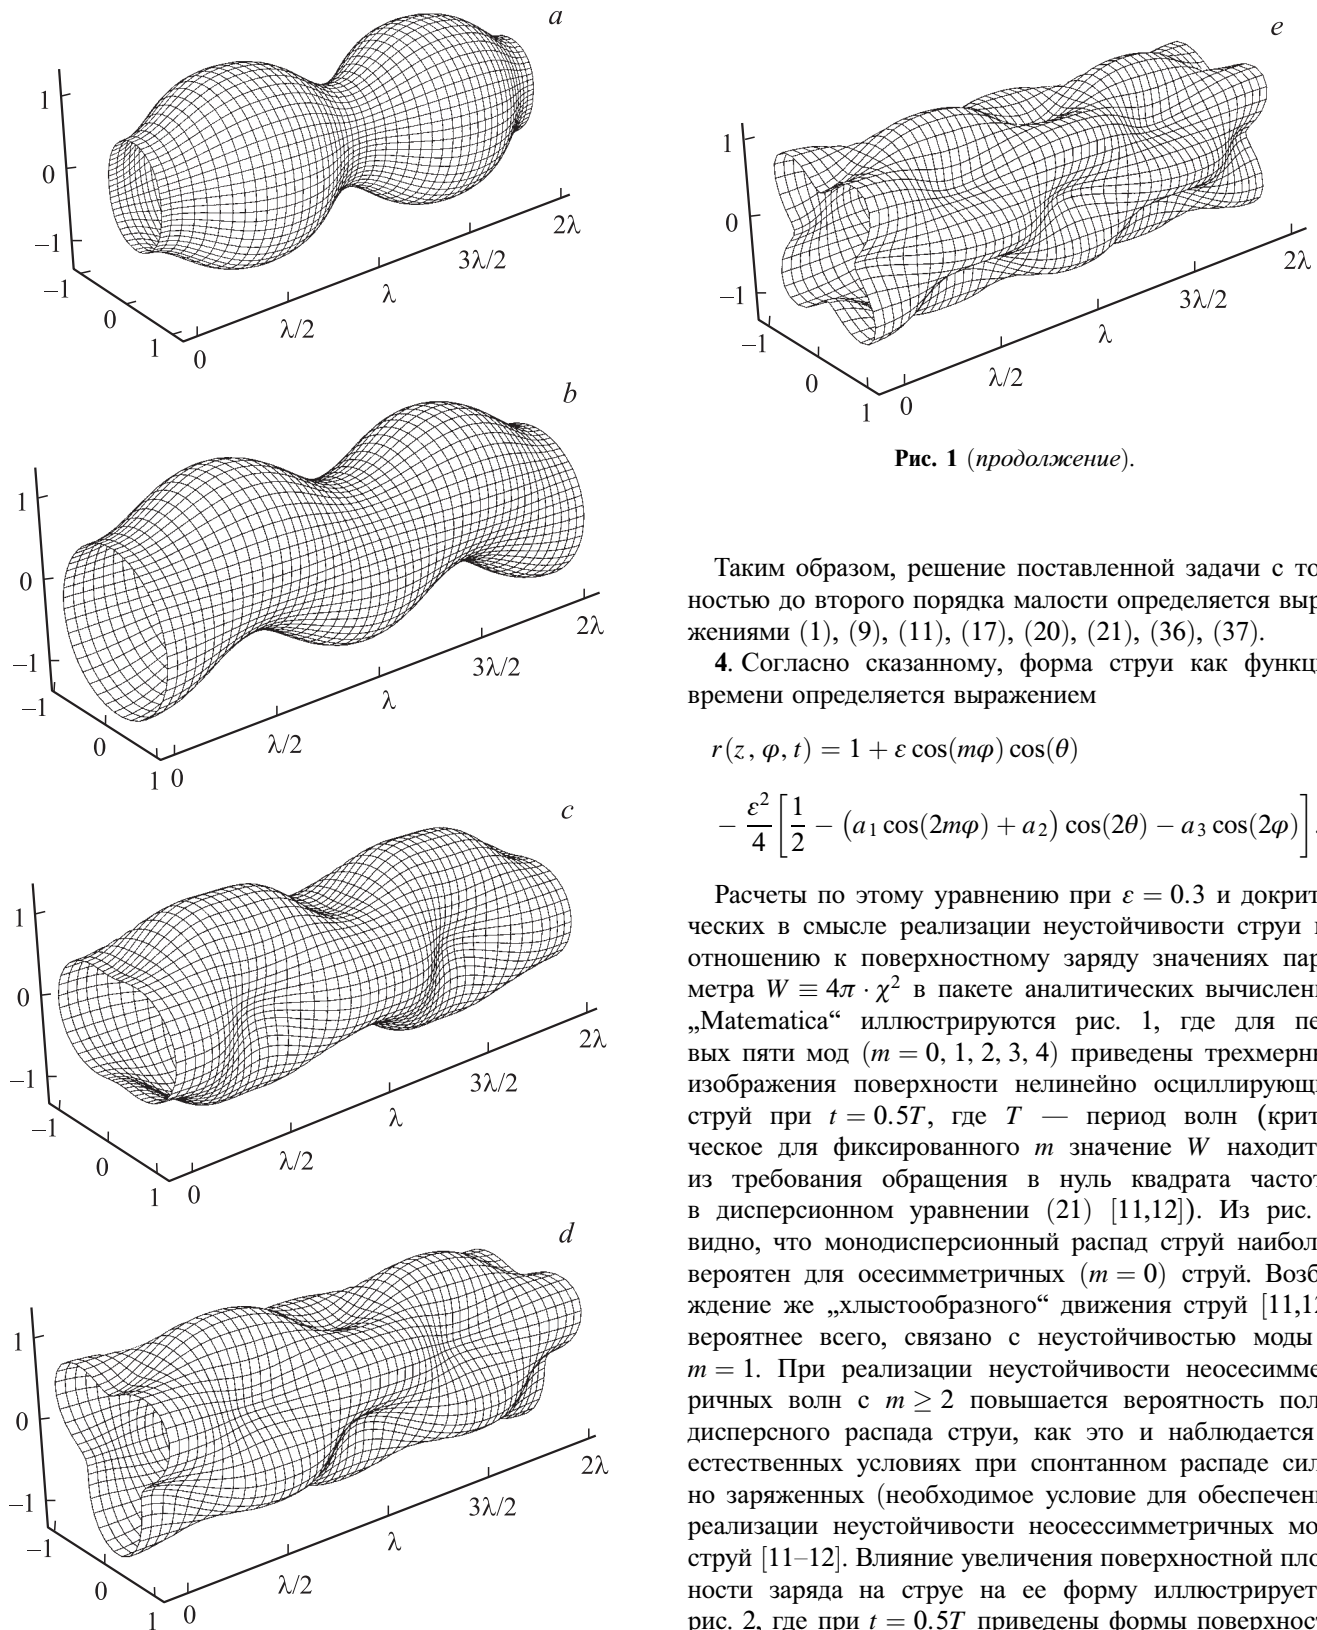 a
1
0
−1
−1
0
1
0
λ/2
λ
3λ/2
2λ
b
1
0
−1
−1
0
1
0
λ/2
λ
3λ/2
2λ
c
1
0
−1
−1
0
1
0
λ/2
λ
3λ/2
2λ
d
1
0
−1
−1
0
1
0
λ/2
λ
3λ/2
2λ
e
1
0
−1
−1
0
1
0
λ/2
λ
3λ/2
2λ
Рис. 1 (продолжение).
Таким образом, решение поставленной задачи с то
ностью до второго порядка малости определяется выр
жениями (1), (9), (11), (17), (20), (21), (36), (37).
4. Согласно сказанному, форма струи как функц
времени определяется выражением
r(z, φ, t) = 1 + ε cos(mφ) cos(θ)
− ε²/4 [1/2 − (a₁ cos(2mφ) + a₂) cos(2θ) − a₃ cos(2φ)].
Расчеты по этому уравнению при ε = 0.3 и докрит
ческих в смысле реализации неустойчивости струи
отношению к поверхностному заряду значениях пар
метра W ≡ 4π · χ² в пакете аналитических вычислен
„Matematica“ иллюстрируются рис. 1, где для пе
вых пяти мод (m = 0, 1, 2, 3, 4) приведены трехмерн
изображения поверхности нелинейно осциллирующ
струй при t = 0.5T, где T — период волн (крит
ческое для фиксированного m значение W находит
из требования обращения в нуль квадрата частот
в дисперсионном уравнении (21) [11,12]). Из рис.
видно, что монодисперсионный распад струй наибол
вероятен для осесимметричных (m = 0) струй. Возб
ждение же „хлыстообразного“ движения струй [11,12
вероятнее всего, связано с неустойчивостью моды
m = 1. При реализации неустойчивости неосесимме
ричных волн с m ≥ 2 повышается вероятность пол
дисперсного распада струи, как это и наблюдается
естественных условиях при спонтанном распаде сил
но заряженных (необходимое условие для обеспечен
реализации неустойчивости неосессимметричных мо
струй [11–12]. Влияние увеличения поверхностной пло
ности заряда на струе на ее форму иллюстрирует
рис. 2, где при t = 0.5T приведены формы поверхност